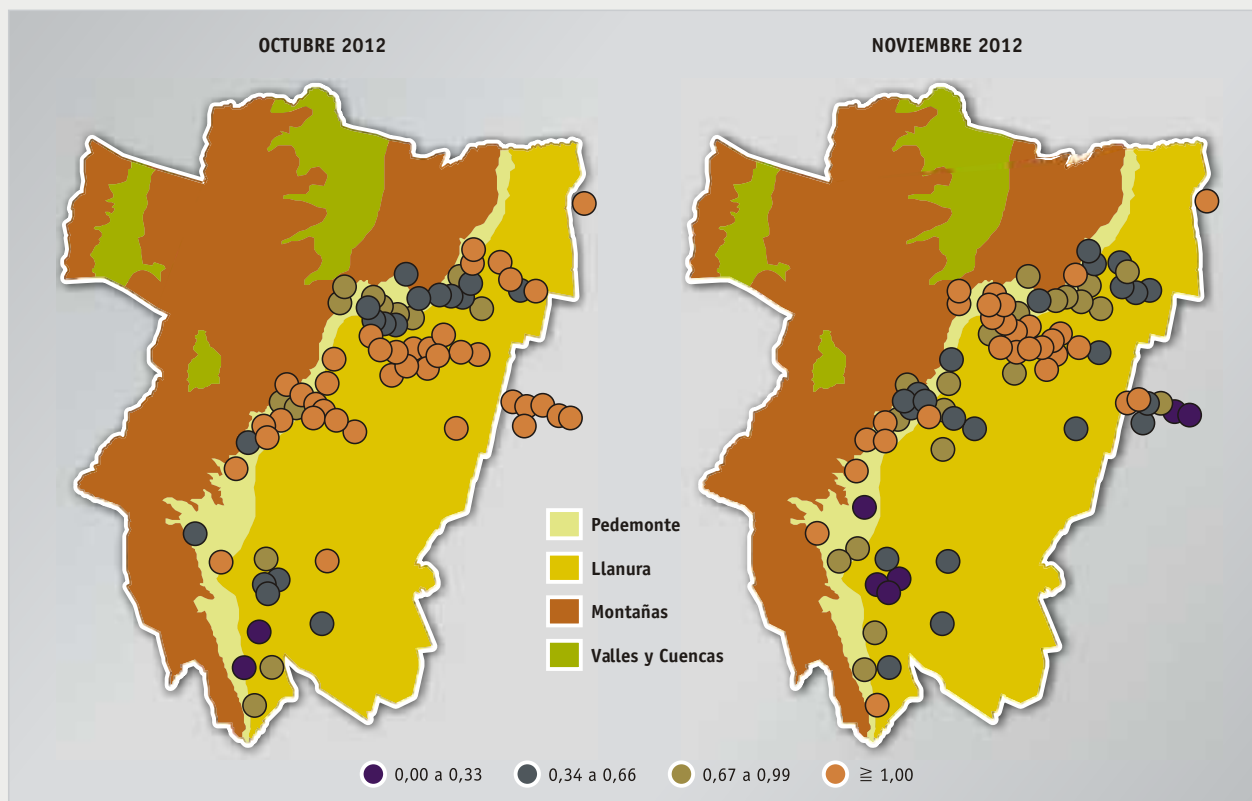 OCTUBRE 2012
NOVIEMBRE 2012
Pedemonte
Llanura
Montañas
Valles y Cuencas
0,00 a 0,33
0,34 a 0,66
0,67 a 0,99
≧ 1,00